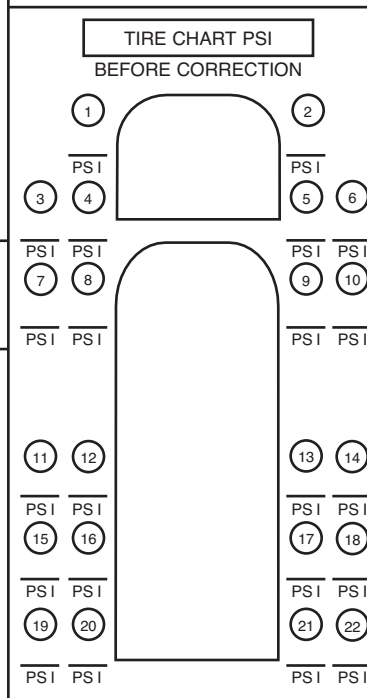 TIRE CHART PSI
BEFORE CORRECTION
1 2
PSI PSI
3 4 5 6
PSI PSI PSI PSI
7 8 9 10
PSI PSI PSI PSI
11 12 13 14
PSI PSI PSI PSI
15 16 17 18
PSI PSI PSI PSI
19 20 21 22
PSI PSI PSI PSI